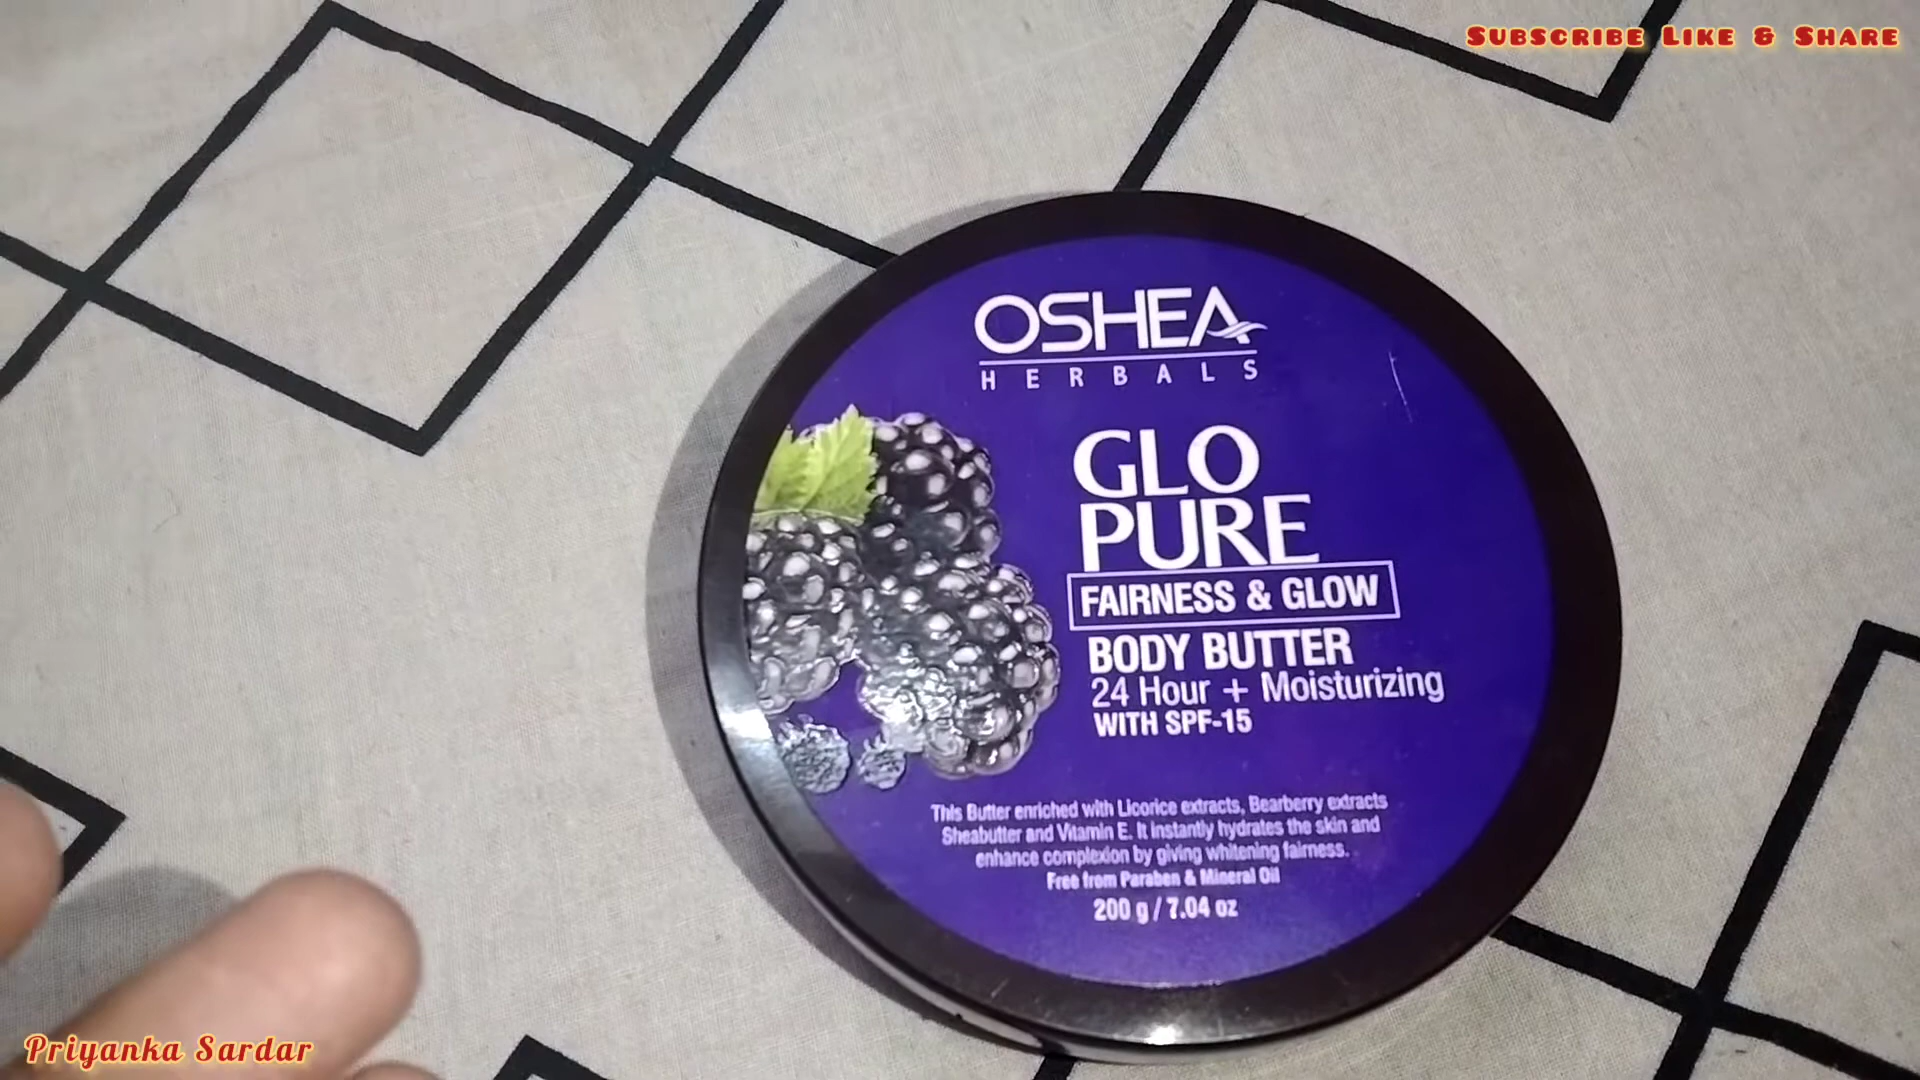 SUBSCRIBE LIKE & SHARE
OSHEA
HERBALS
GLO
PURE
FAIRNESS & GLOW
BODY BUTTER
24 Hour + Moisturizing
WITH SPF-15
This Butter enriched with Licorice extracts, Bearberry extracts
Sheabutter and Vitamin E. It instantly hydrates the skin and
enhance complexion by giving whitening fairness.
Free from Paraben & Mineral Oil
200 g / 7.04 oz
Priyanka Sardar